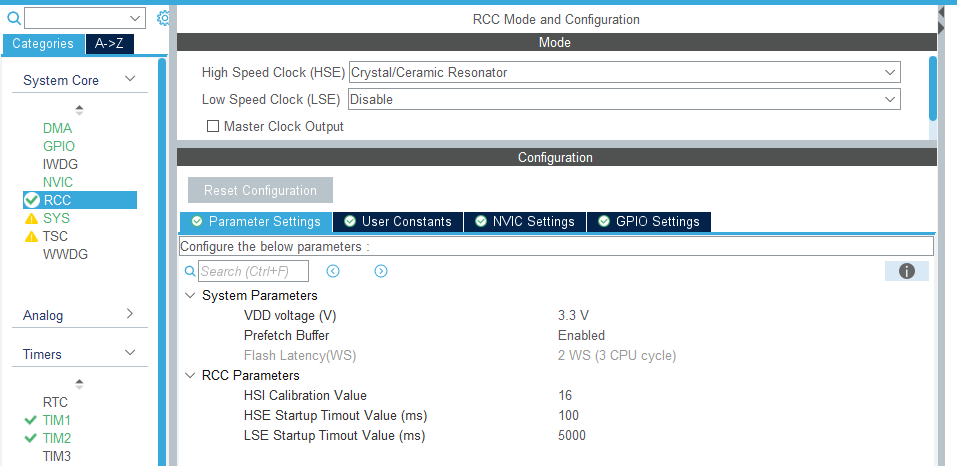 RCC Mode and Configuration
Categories
A->Z
System Core
DMA
GPIO
IWDG
NVIC
RCC
SYS
TSC
WWDG
Analog
Timers
RTC
TIM1
TIM2
TIM3
Mode
High Speed Clock (HSE) Crystal/Ceramic Resonator
Low Speed Clock (LSE) Disable
Master Clock Output
Configuration
Reset Configuration
Parameter Settings User Constants NVIC Settings GPIO Settings
Configure the below parameters :
Search (Ctrl+F)
System Parameters
VDD voltage (V) 3.3 V
Prefetch Buffer Enabled
Flash Latency(WS) 2 WS (3 CPU cycle)
RCC Parameters
HSI Calibration Value 16
HSE Startup Timout Value (ms) 100
LSE Startup Timout Value (ms) 5000